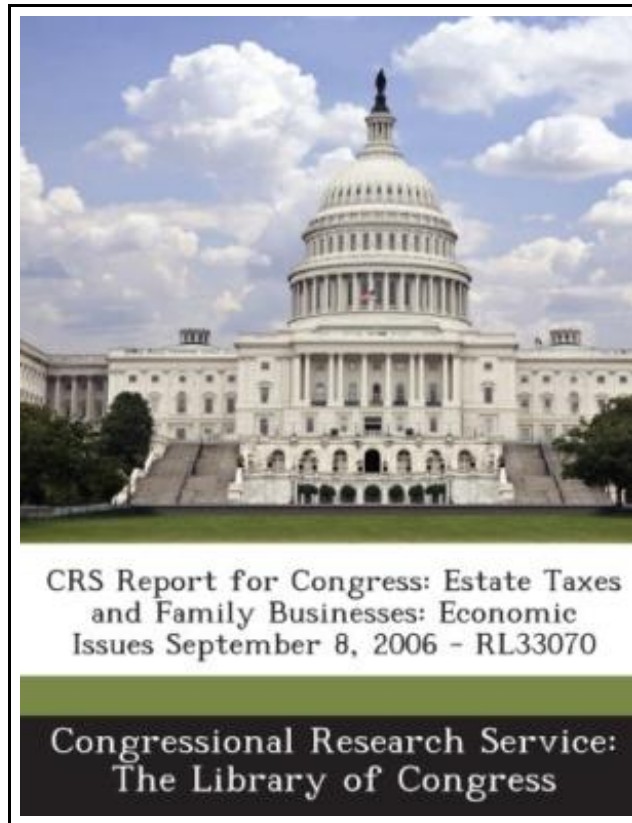 CRS Report for Congress: Estate Taxes
and Family Businesses: Economic
Issues September 8, 2006 - RL33070
Congressional Research Service:
The Library of Congress